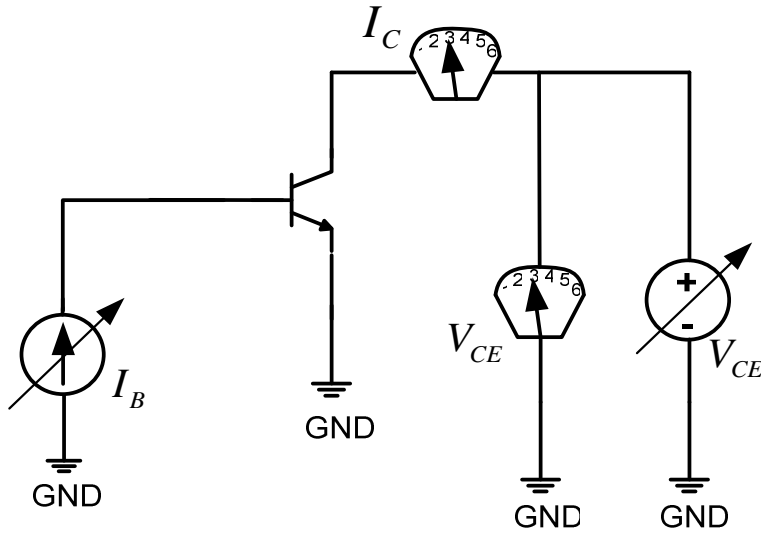 I_C
. 2 3 4 5 6
. 2 3 4 5 6
+
-
V_CE
V_CE
I_B
GND
GND
GND
GND